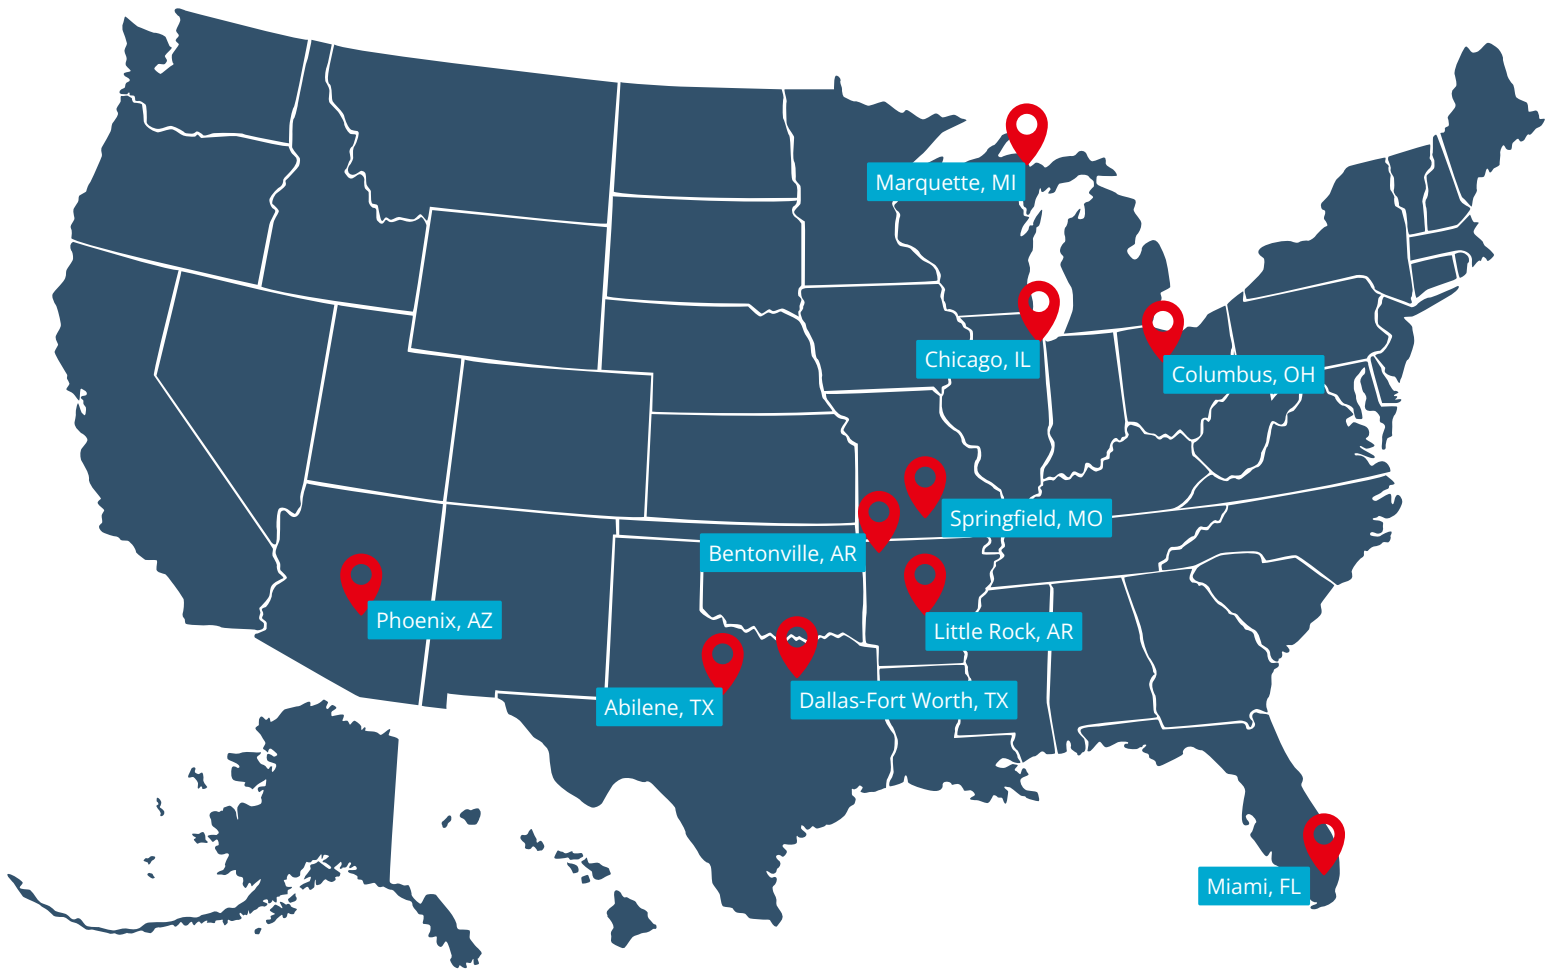 Marquette, MI
Chicago, IL
Columbus, OH
Springfield, MO
Bentonville, AR
Phoenix, AZ
Little Rock, AR
Abilene, TX
Dallas-Fort Worth, TX
Miami, FL